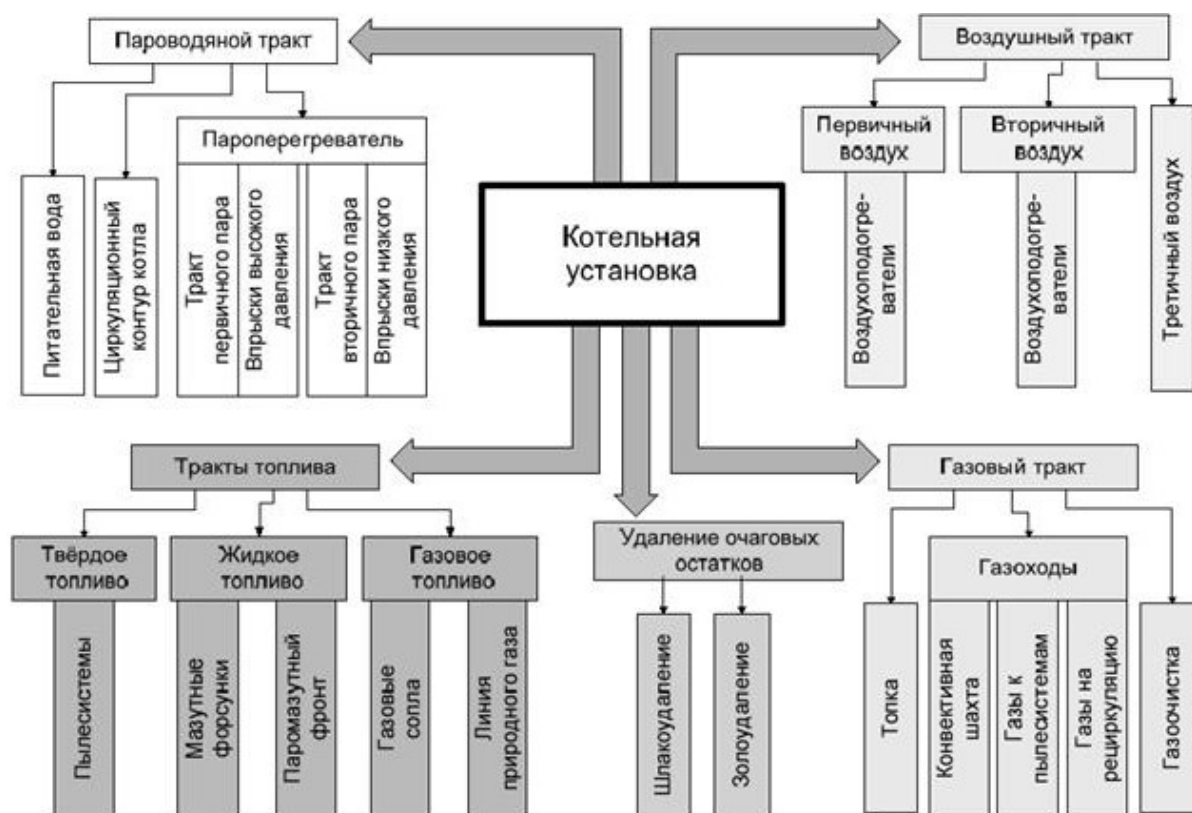 Пароводяной тракт
Питательная вода
Циркуляционный
контур котла
Пароперегреватель
Тракт
первичного пара
Впрыски высокого
давления
Тракт
вторичного пара
Впрыски низкого
давления
Воздушный тракт
Первичный
воздух
Воздухоподогре-
ватели
Вторичный
воздух
Воздухоподогре-
ватели
Третичный воздух
Котельная
установка
Тракты топлива
Твёрдое
топливо
Пылесистемы
Жидкое
топливо
Мазутные
форсунки
Паромазутный
фронт
Газовое
топливо
Газовые
сопла
Линия
природного газа
Удаление очаговых
остатков
Шлакоудаление
Золоудаление
Газовый тракт
Топка
Газоходы
Конвективная
шахта
Газы к
пылесистемам
Газы на
рециркуляцию
Газоочистка